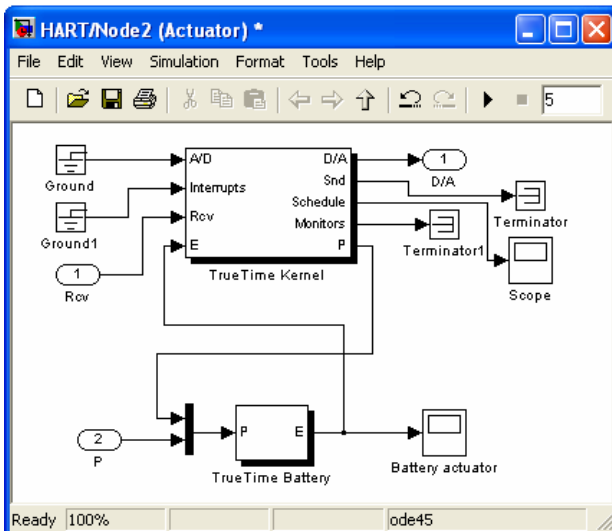 HART/Node2 (Actuator) *
File Edit View Simulation Format Tools Help
5
Ground
Ground1
1
Rcv
A/D
Interrupts
Rcv
E
D/A
Snd
Schedule
Monitors
P
TrueTime Kernel
1
D/A
Terminator
Terminator1
Scope
2
P
P
E
TrueTime Battery
Battery actuator
Ready 100% ode45